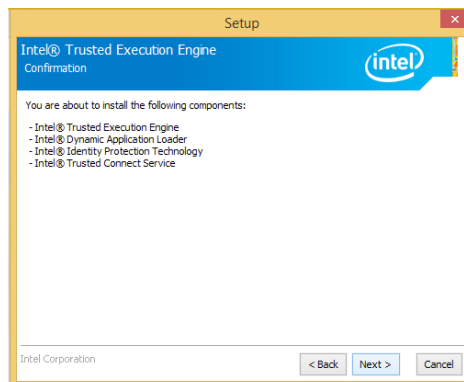 Setup
Intel® Trusted Execution Engine
Confirmation
intel
You are about to install the following components:
- Intel® Trusted Execution Engine
- Intel® Dynamic Application Loader
- Intel® Identity Protection Technology
- Intel® Trusted Connect Service
Intel Corporation
< Back Next > Cancel